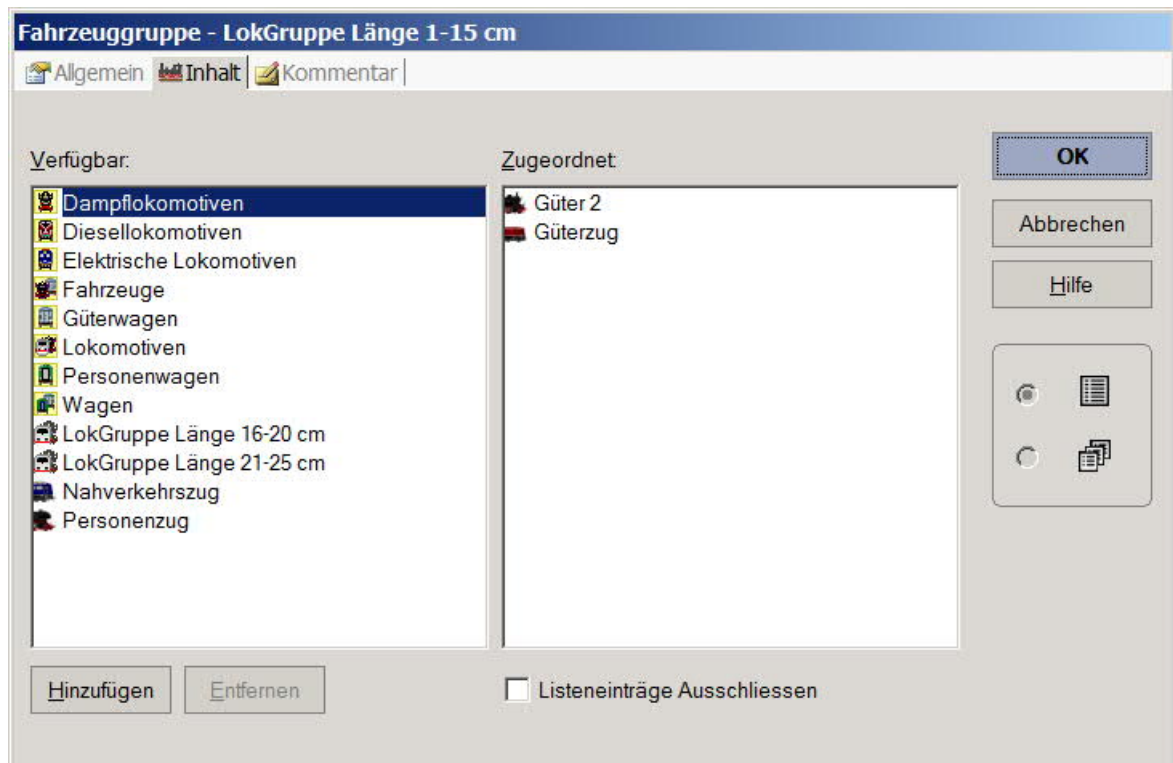 Fahrzeuggruppe - LokGruppe Länge 1-15 cm
Allgemein Inhalt Kommentar
Verfügbar:
Dampflokomotiven
Diesellokomotiven
Elektrische Lokomotiven
Fahrzeuge
Güterwagen
Lokomotiven
Personenwagen
Wagen
LokGruppe Länge 16-20 cm
LokGruppe Länge 21-25 cm
Nahverkehrszug
Personenzug
Hinzufügen Entfernen
Zugeordnet:
Güter 2
Güterzug
Listeneinträge Ausschliessen
OK
Abbrechen
Hilfe